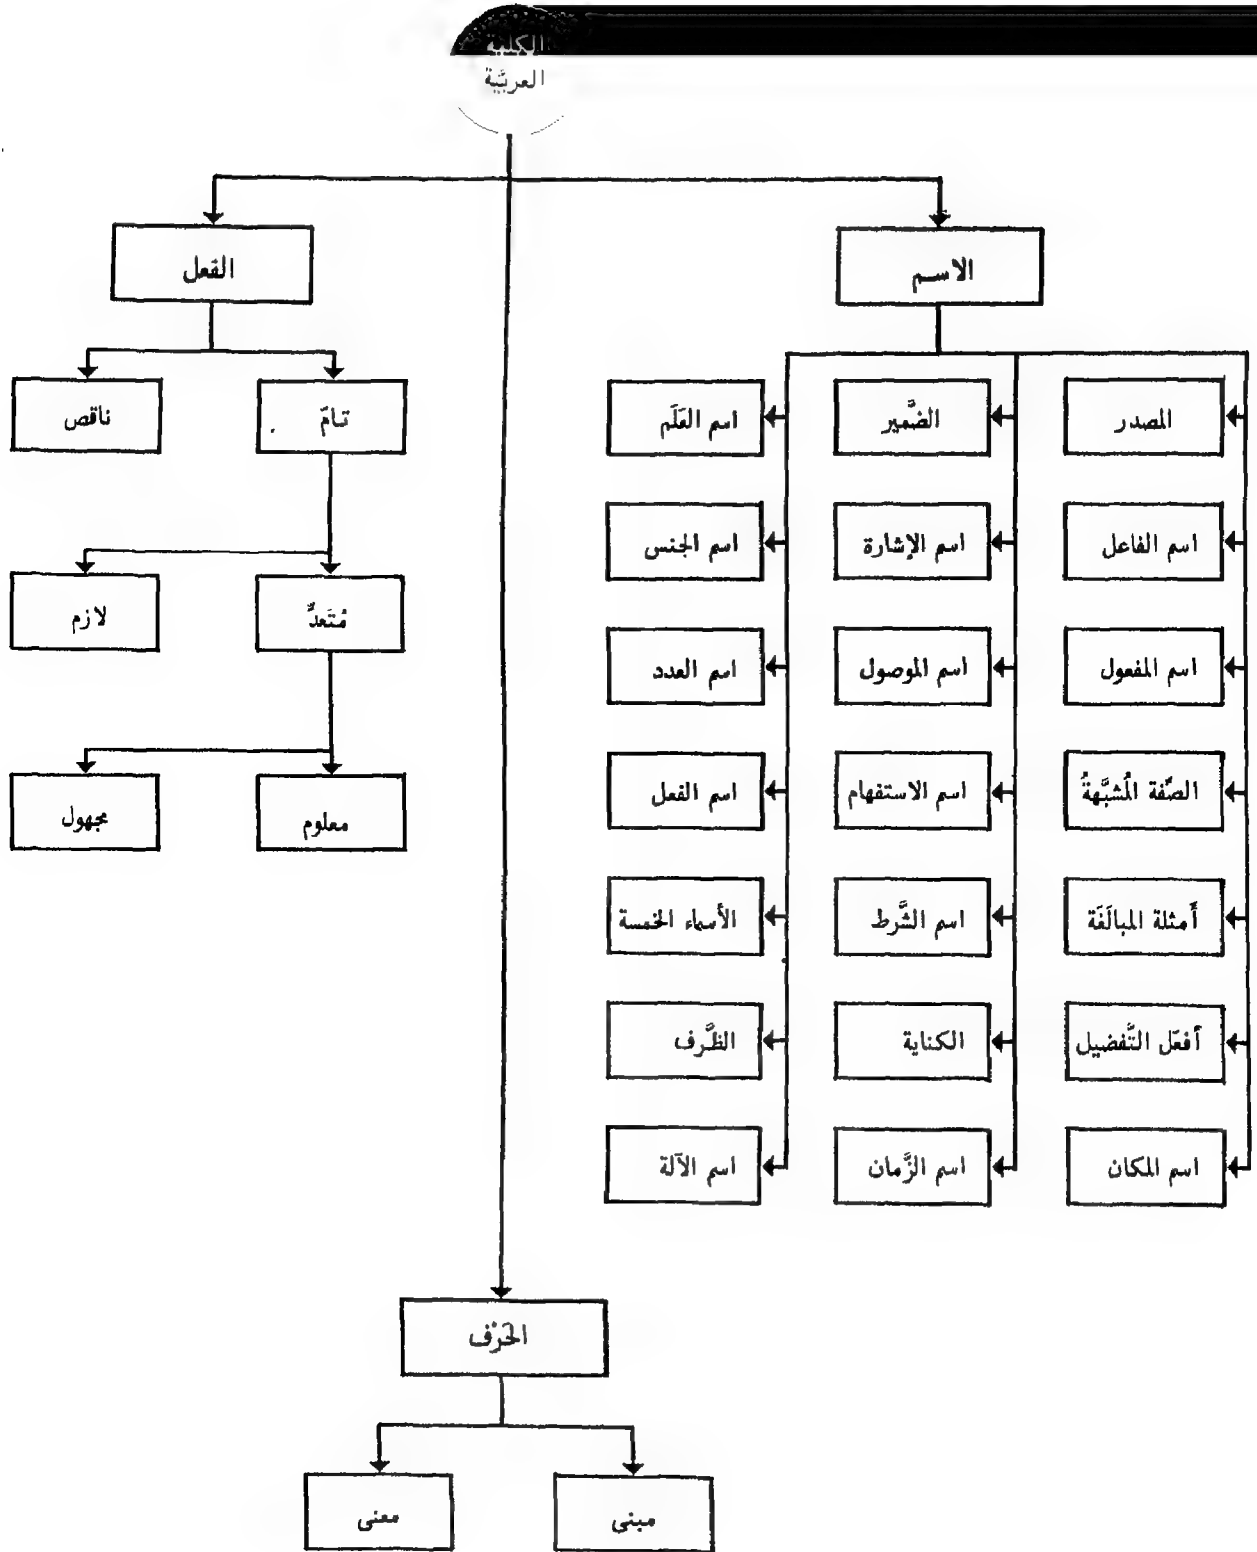 الكلمة
العربيَّة
الاسم
الفعل
المصدر
الضَّمير
اسم العَلَم
تامّ
ناقص
اسم الفاعل
اسم الإشارة
اسم الجنس
مُتَعدٍّ
لازم
اسم المفعول
اسم الموصول
اسم العدد
الصِّفة المُشبَّهةُ
اسم الاستفهام
اسم الفعل
معلوم
مجهول
أَمثلة المبالَغَة
اسم الشَّرط
الأسماء الخمسة
أفعَل التَّفضيل
الكناية
الظَّرف
اسم المكان
اسم الزَّمان
اسم الآلة
الحَرْف
مبنى
معنى